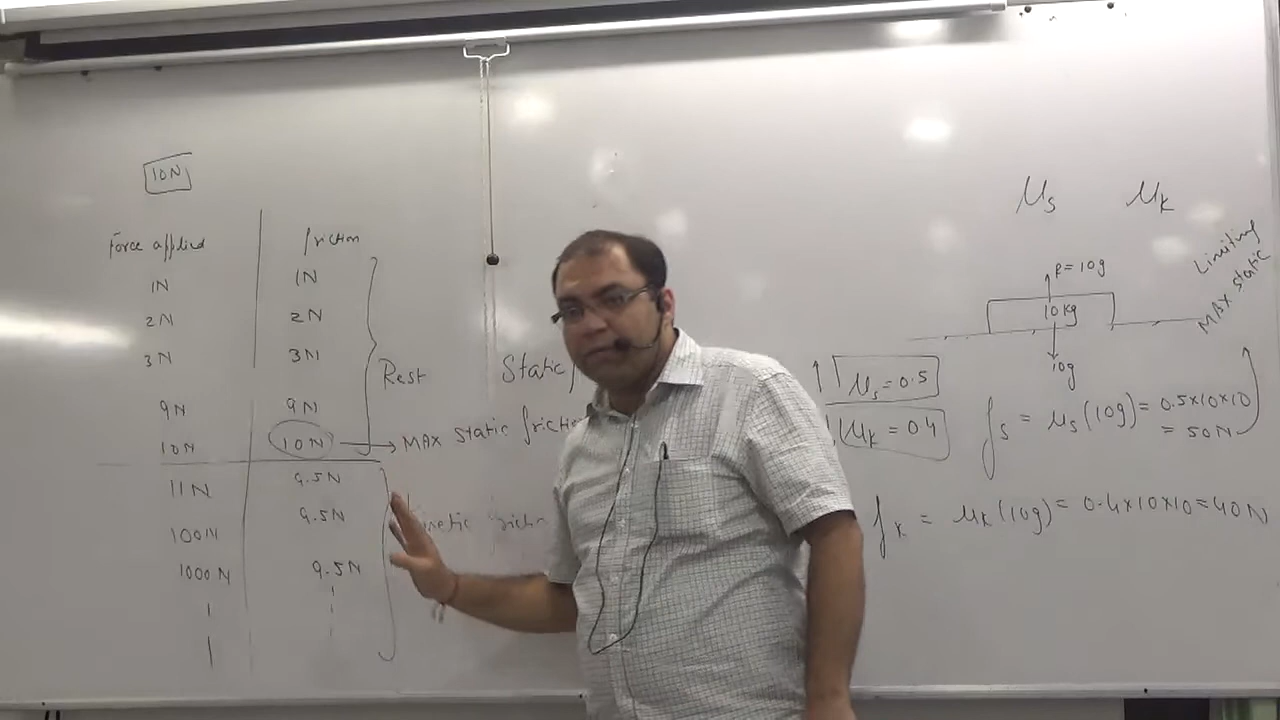 10N
Force applied friction
1N 1N
2N 2N
3N 3N
9N 9N
10N 10N
Rest
Static
MAX static friction
11N 9.5N
100N 9.5N
1000N 9.5N
Kinetic friction
μs μk
R=10g
10kg
10g
Limiting
MAX static
μs = 0.5
μk = 0.4
fs = μs(10g) = 0.5×10×10
= 50N
fk = μk(10g) = 0.4×10×10 = 40N